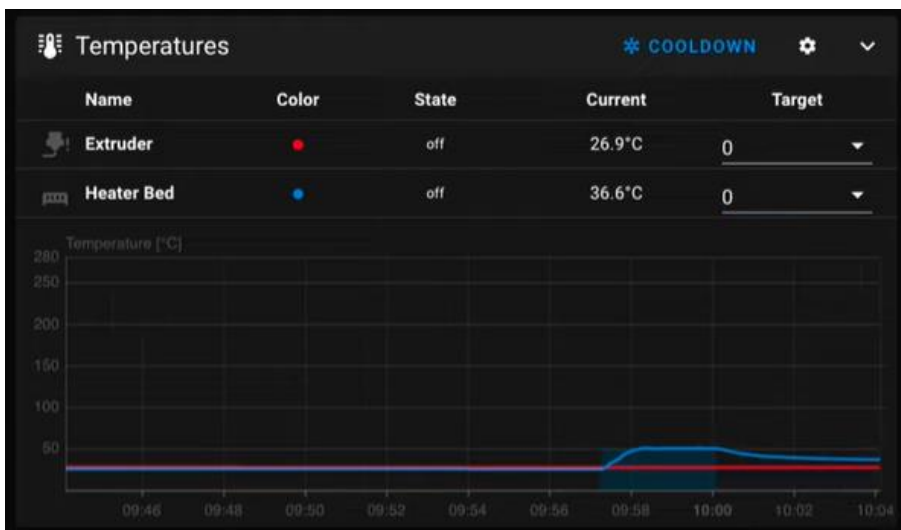 Temperatures COOLDOWN
Name Color State Current Target
Extruder off 26.9°C 0
Heater Bed off 36.6°C 0
Temperature [°C]
280
250
200
150
100
50
09:46 09:48 09:50 09:52 09:54 09:56 09:58 10:00 10:02 10:04